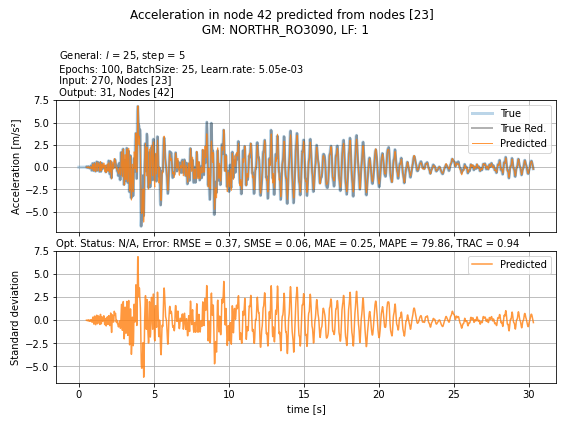 Acceleration in node 42 predicted from nodes [23]
GM: NORTHR_RO3090, LF: 1
General: l = 25, step = 5
Epochs: 100, BatchSize: 25, Learn.rate: 5.05e-03
Input: 270, Nodes [23]
Output: 31, Nodes [42]
7.5
5.0
2.5
0.0
−2.5
−5.0
Acceleration [m/s²]
True
True Red.
Predicted
Opt. Status: N/A, Error: RMSE = 0.37, SMSE = 0.06, MAE = 0.25, MAPE = 79.86, TRAC = 0.94
7.5
5.0
2.5
0.0
−2.5
−5.0
Standard deviation
Predicted
0 5 10 15 20 25 30
time [s]